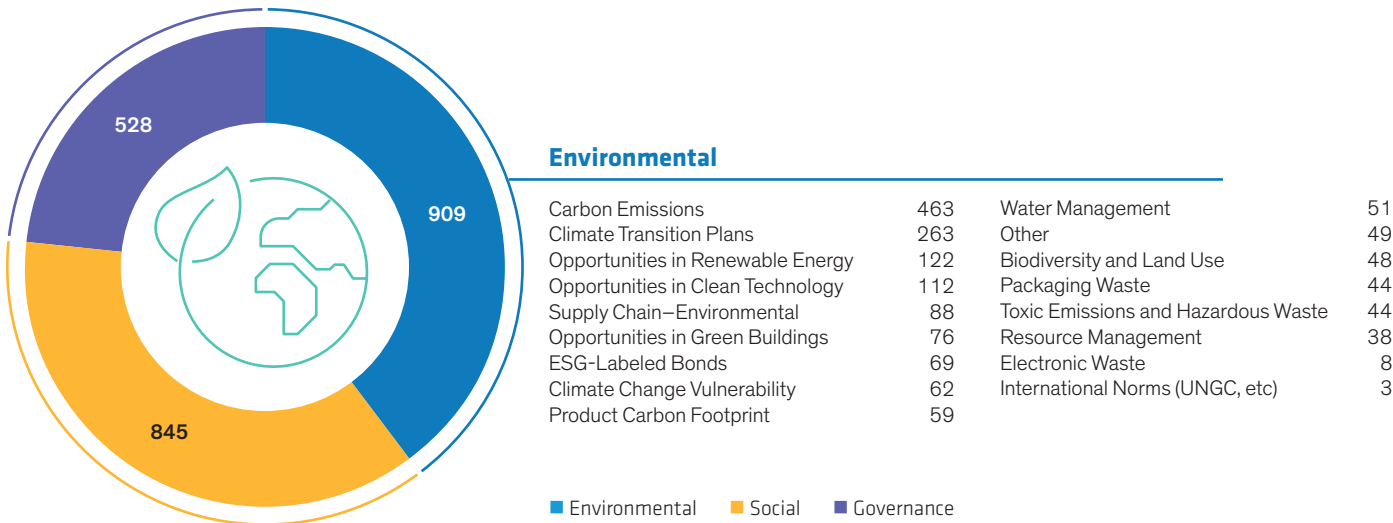 528
909
845
Environmental
Carbon Emissions 463
Climate Transition Plans 263
Opportunities in Renewable Energy 122
Opportunities in Clean Technology 112
Supply Chain–Environmental 88
Opportunities in Green Buildings 76
ESG-Labeled Bonds 69
Climate Change Vulnerability 62
Product Carbon Footprint 59
Water Management 51
Other 49
Biodiversity and Land Use 48
Packaging Waste 44
Toxic Emissions and Hazardous Waste 44
Resource Management 38
Electronic Waste 8
International Norms (UNGC, etc) 3
Environmental Social Governance